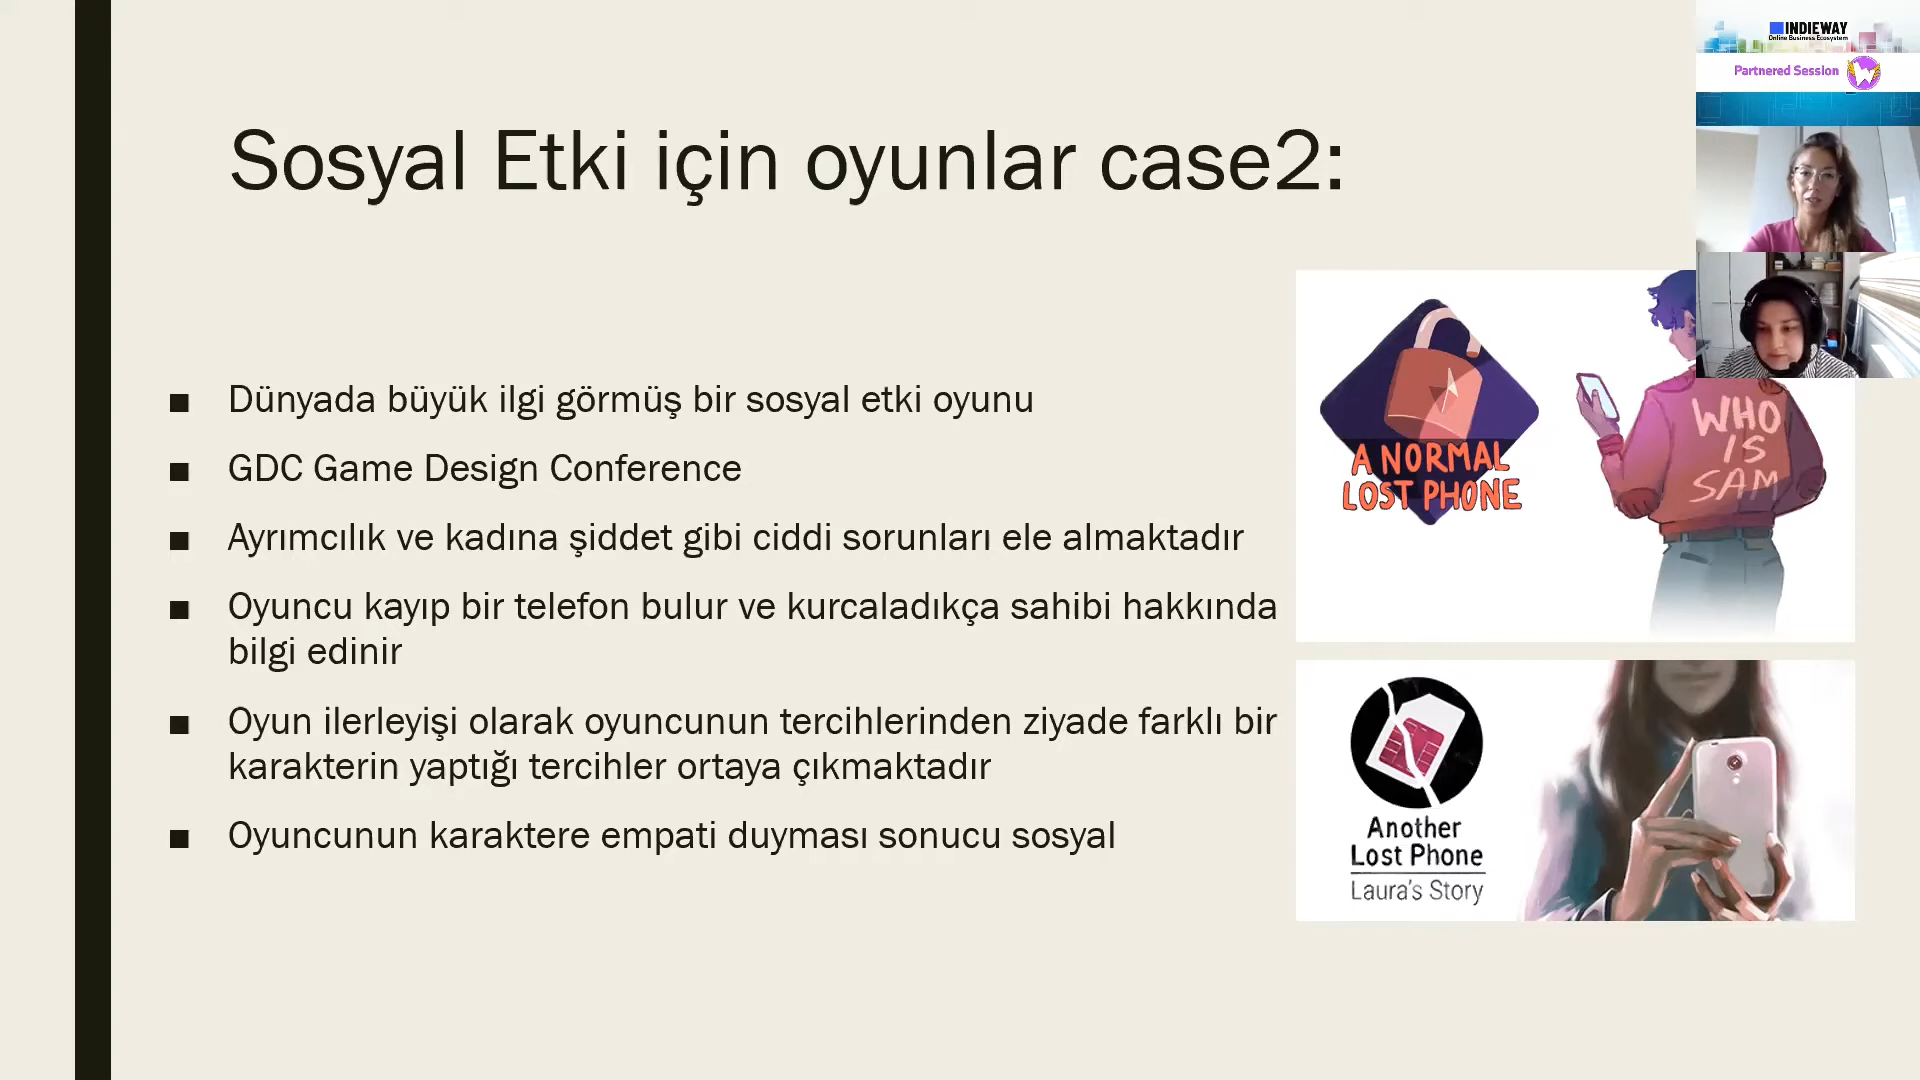 Sosyal Etki için oyunlar case2:
■ Dünyada büyük ilgi görmüş bir sosyal etki oyunu
■ GDC Game Design Conference
■ Ayrımcılık ve kadına şiddet gibi ciddi sorunları ele almaktadır
■ Oyuncu kayıp bir telefon bulur ve kurcaladıkça sahibi hakkında
bilgi edinir
■ Oyun ilerleyişi olarak oyuncunun tercihlerinden ziyade farklı bir
karakterin yaptığı tercihler ortaya çıkmaktadır
■ Oyuncunun karaktere empati duyması sonucu sosyal
INDIEWAY
Online Business Ecosystem
Partnered Session
A NORMAL
LOST PHONE
WHO
IS
SAM
Another
Lost Phone
Laura's Story